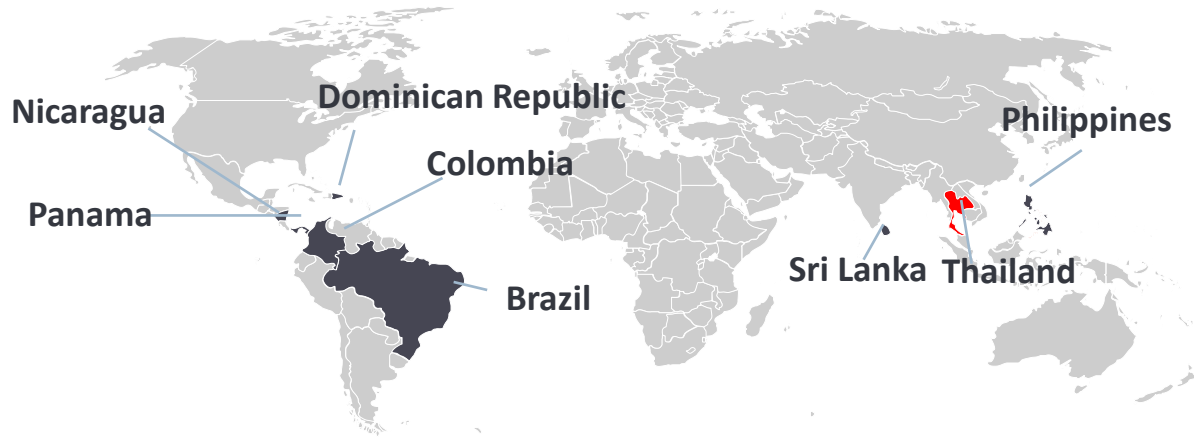 Dominican Republic
Nicaragua
Philippines
Colombia
Panama
Sri Lanka
Thailand
Brazil